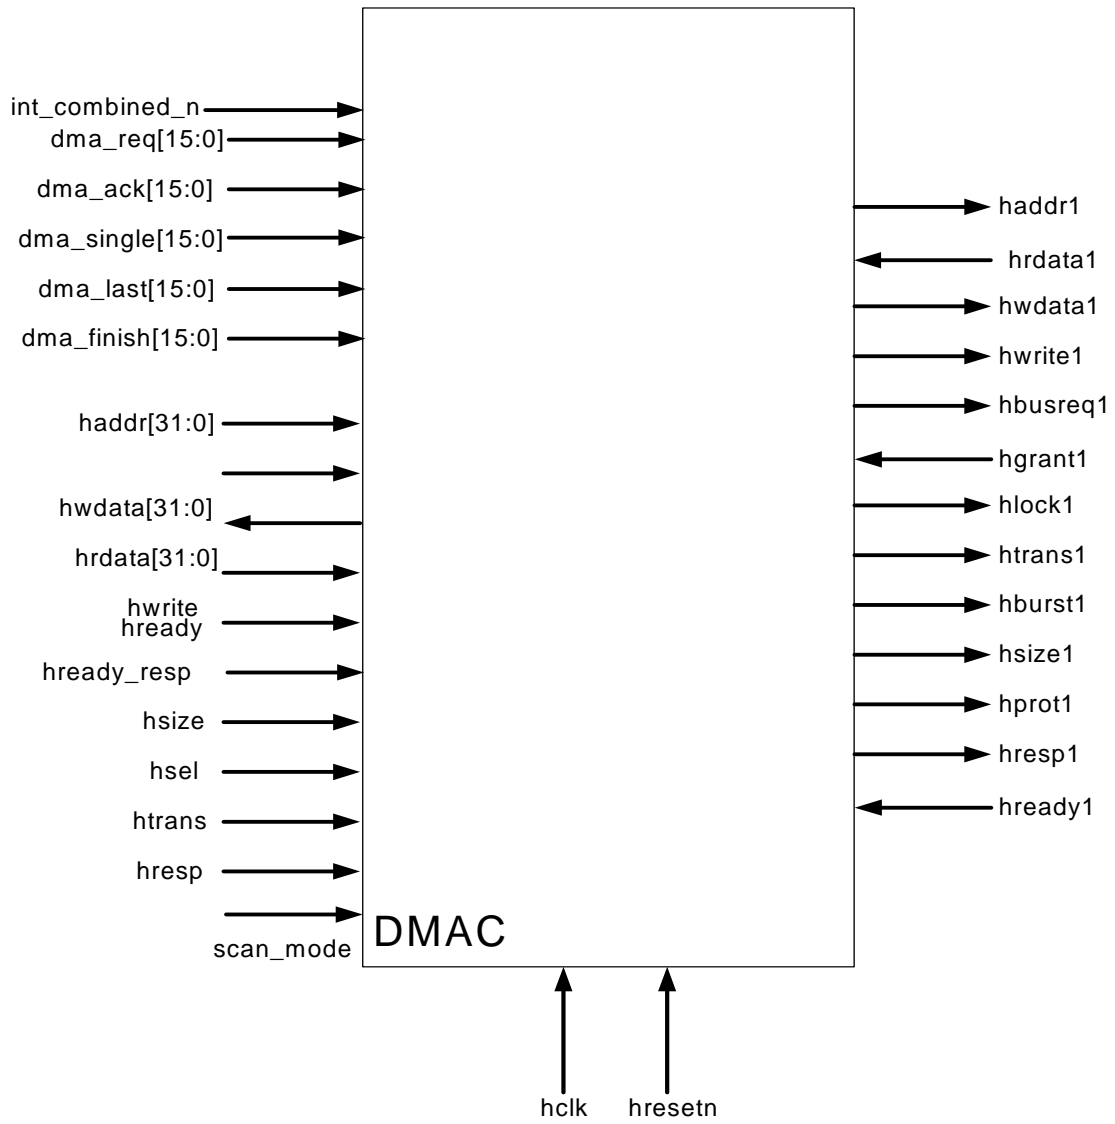 int_combined_n
dma_req[15:0]
dma_ack[15:0]
dma_single[15:0]
dma_last[15:0]
dma_finish[15:0]
haddr[31:0]
hwdata[31:0]
hrdata[31:0]
hwrite
hready
hready_resp
hsize
hsel
htrans
hresp
scan_mode
DMAC
haddr1
hrdata1
hwdata1
hwrite1
hbusreq1
hgrant1
hlock1
htrans1
hburst1
hsize1
hprot1
hresp1
hready1
hclk
hresetn